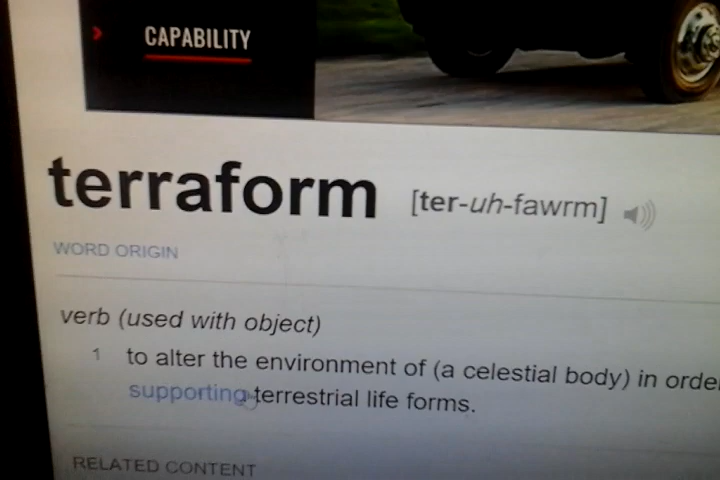 CAPABILITY
terraform [ter-uh-fawrm]
WORD ORIGIN
verb (used with object)
1 to alter the environment of (a celestial body) in orde
supporting terrestrial life forms.
RELATED CONTENT